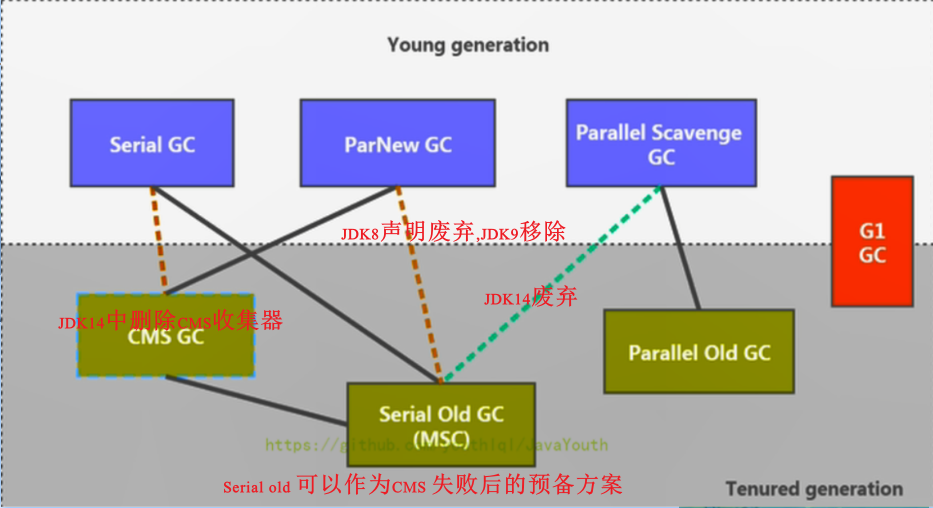 Young generation
Serial GC
ParNew GC
Parallel Scavenge
GC
JDK8声明废弃,JDK9移除
G1
GC
JDK14废弃
JDK14中删除CMS收集器
CMS GC
Parallel Old GC
Serial Old GC
(MSC)
https://github.com/youthlql/JavaYouth
Serial old 可以作为CMS 失败后的预备方案
Tenured generation